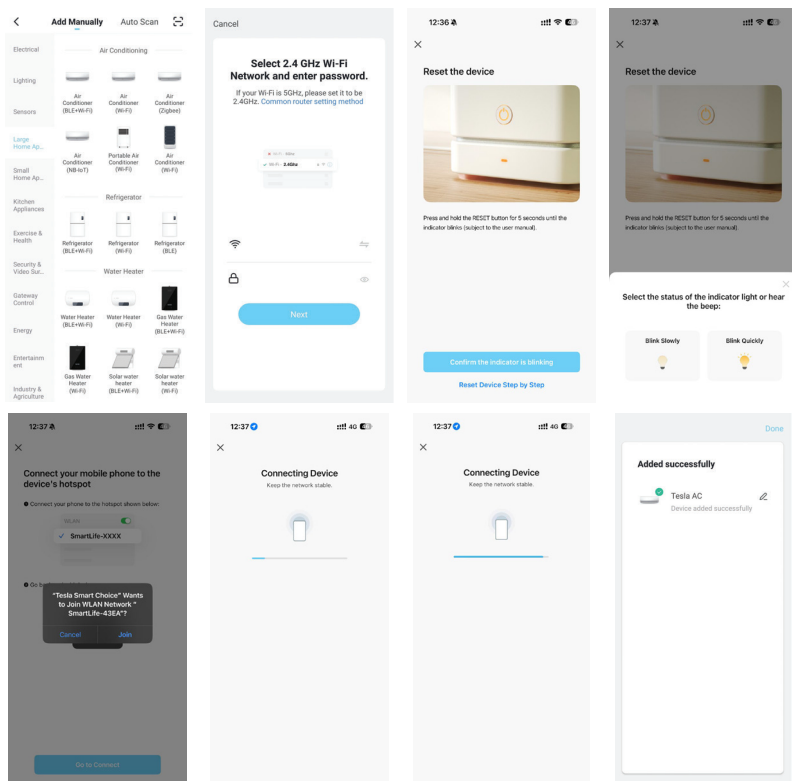 Add Manually
Auto Scan
Electrical
Lighting
Sensors
Large
Home Ap...
Small
Home Ap...
Kitchen
Appliances
Exercise &
Health
Security &
Video Sur...
Gateway
Control
Energy
Entertainm
ent
Industry &
Agriculture
Air Conditioning
Air
Conditioner
(BLE+Wi-Fi)
Air
Conditioner
(Wi-Fi)
Air
Conditioner
(Zigbee)
Air
Conditioner
(NB-IoT)
Portable Air
Conditioner
(Wi-Fi)
Air
Conditioner
(Wi-Fi)
Refrigerator
Refrigerator
(BLE+Wi-Fi)
Refrigerator
(Wi-Fi)
Refrigerator
(BLE)
Water Heater
Water Heater
(BLE+Wi-Fi)
Water Heater
(Wi-Fi)
Gas Water
Heater
(BLE+Wi-Fi)
Gas Water
Heater
(Wi-Fi)
Solar water
heater
(BLE+Wi-Fi)
Solar water
heater
(Wi-Fi)
Cancel
Select 2.4 GHz Wi-Fi
Network and enter password.
If your Wi-Fi is 5GHz, please set it to be
2.4GHz. Common router setting method
Wi-Fi - 5Ghz
Wi-Fi - 2.4Ghz
Next
12:36
Reset the device
Press and hold the RESET button for 5 seconds until the
indicator blinks (subject to the user manual).
Confirm the indicator is blinking
Reset Device Step by Step
12:37
Reset the device
Press and hold the RESET button for 5 seconds until the
indicator blinks (subject to the user manual).
Select the status of the indicator light or hear
the beep:
Blink Slowly
Blink Quickly
12:37
Connect your mobile phone to the
device's hotspot
Connect your phone to the hotspot shown below:
WLAN
SmartLife-XXXX
"Tesla Smart Choice" Wants
to Join WLAN Network "
SmartLife-43EA"?
Cancel
Join
Go to Connect
12:37
4G
Connecting Device
Keep the network stable.
12:37
4G
Connecting Device
Keep the network stable.
Done
Added successfully
Tesla AC
Device added successfully